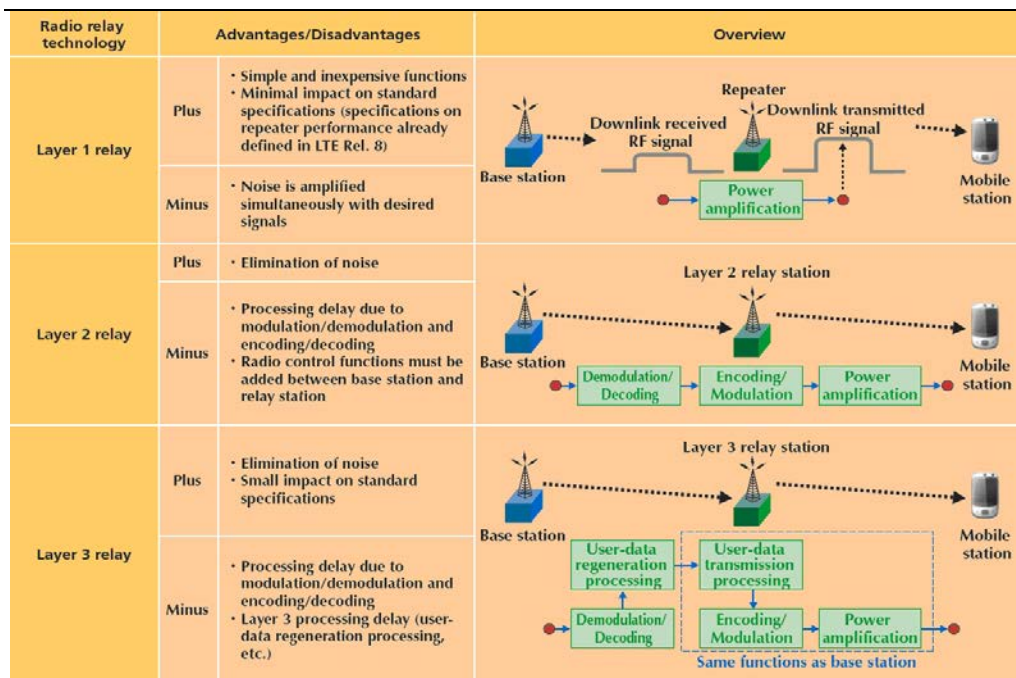 Radio relay
technology
Advantages/Disadvantages
Overview
Layer 1 relay
Plus
• Simple and inexpensive functions
• Minimal impact on standard
specifications (specifications on
repeater performance already
defined in LTE Rel. 8)
Minus
• Noise is amplified
simultaneously with desired
signals
Repeater
Downlink received
RF signal
Downlink transmitted
RF signal
Base station
Mobile
station
Power
amplification
Layer 2 relay
Plus
• Elimination of noise
Minus
• Processing delay due to
modulation/demodulation and
encoding/decoding
• Radio control functions must be
added between base station and
relay station
Layer 2 relay station
Base station
Mobile
station
Demodulation/
Decoding
Encoding/
Modulation
Power
amplification
Layer 3 relay
Plus
• Elimination of noise
• Small impact on standard
specifications
Minus
• Processing delay due to
modulation/demodulation and
encoding/decoding
• Layer 3 processing delay (user-
data regeneration processing,
etc.)
Layer 3 relay station
Base station
Mobile
station
User-data
regeneration
processing
User-data
transmission
processing
Demodulation/
Decoding
Encoding/
Modulation
Power
amplification
Same functions as base station